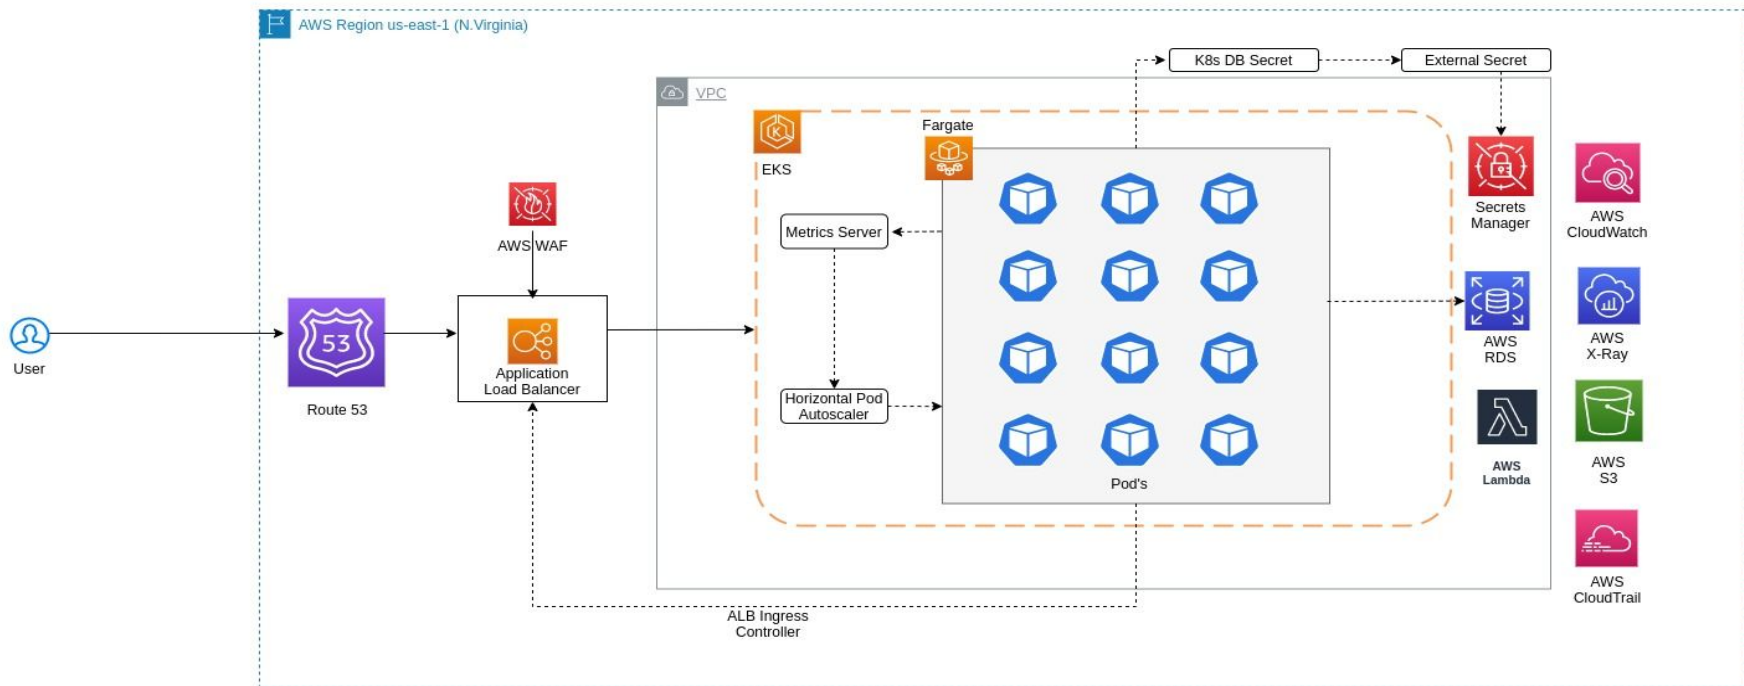 AWS Region us-east-1 (N.Virginia)
K8s DB Secret
External Secret
VPC
Fargate
EKS
Secrets
Manager
AWS
CloudWatch
AWS WAF
Metrics Server
53
User
Route 53
Application
Load Balancer
Horizontal Pod
Autoscaler
AWS
RDS
AWS
X-Ray
AWS
Lambda
AWS
S3
Pod's
AWS
CloudTrail
ALB Ingress
Controller